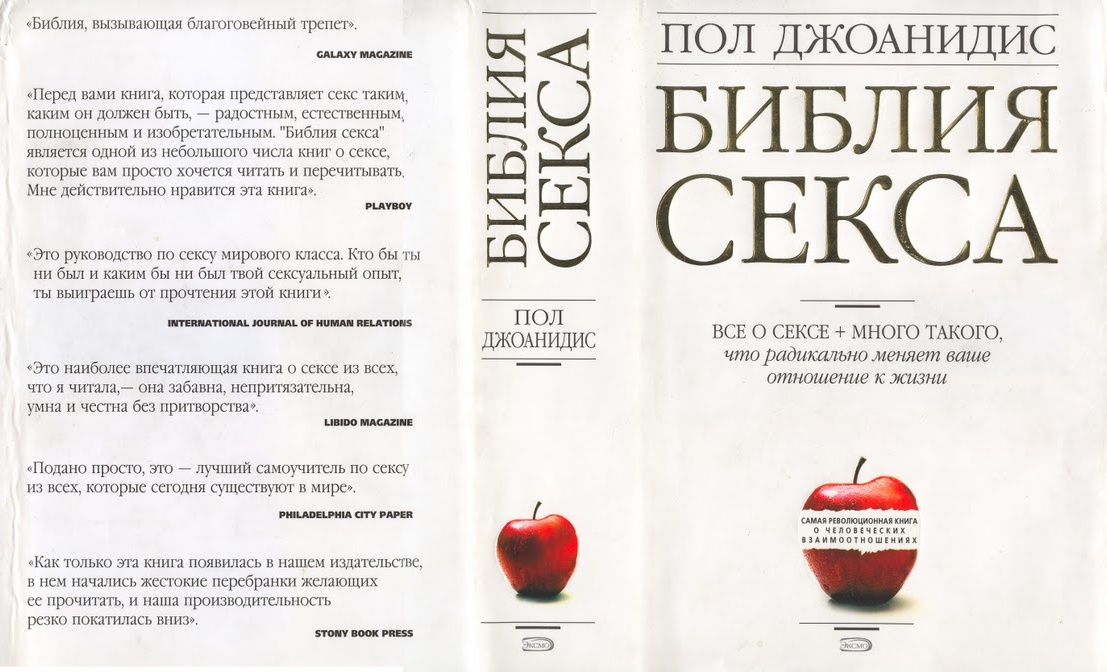 «Библия, вызывающая благоговейный трепет».
GALAXY MAGAZINE
«Перед вами книга, которая представляет секс таким,
каким он должен быть, — радостным, естественным,
полноценным и изобретательным. "Библия секса"
является одной из небольшого числа книг о сексе,
которые вам просто хочется читать и перечитывать.
Мне действительно нравится эта книга».
PLAYBOY
«Это руководство по сексу мирового класса. Кто бы ты
ни был и каким бы ни был твой сексуальный опыт,
ты выиграешь от прочтения этой книги».
INTERNATIONAL JOURNAL OF HUMAN RELATIONS
«Это наиболее впечатляющая книга о сексе из всех,
что я читала,— она забавна, непритязательна,
умна и честна без притворства».
LIBIDO MAGAZINE
«Подано просто, это — лучший самоучитель по сексу
из всех, которые сегодня существуют в мире».
PHILADELPHIA CITY PAPER
«Как только эта книга появилась в нашем издательстве,
в нем начались жестокие перебранки желающих
ее прочитать, и наша производительность
резко покатилась вниз».
STONY BOOK PRESS
БИБЛИЯ
СЕКСА
ПОЛ
ДЖОАНИДИС
ЭКСМО
ПОЛ ДЖОАНИДИС
БИБЛИЯ
СЕКСА
ВСЕ О СЕКСЕ + МНОГО ТАКОГО,
что радикально меняет ваше
отношение к жизни
САМАЯ РЕВОЛЮЦИОННАЯ КНИГА
О ЧЕЛОВЕЧЕСКИХ
ВЗАИМООТНОШЕНИЯХ
ЭКСМО